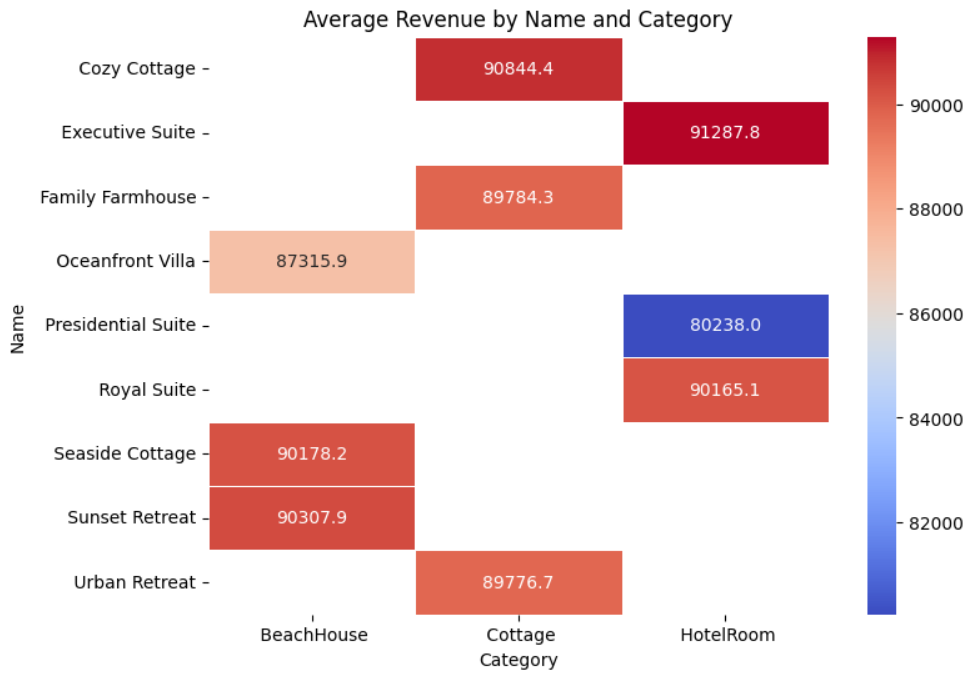 Average Revenue by Name and Category
Cozy Cottage
90844.4
Executive Suite
91287.8
90000
Family Farmhouse
89784.3
88000
Oceanfront Villa
87315.9
Name
86000
Presidential Suite
80238.0
Royal Suite
90165.1
84000
Seaside Cottage
90178.2
Sunset Retreat
90307.9
82000
Urban Retreat
89776.7
BeachHouse
Cottage
HotelRoom
Category